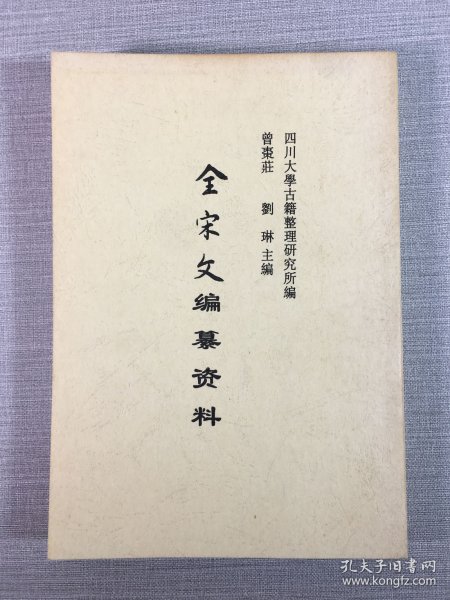 四川大學古籍整理研究所編
曾棗莊 劉琳主編
全宋文编纂资料
孔夫子旧书网
www.kongfz.com